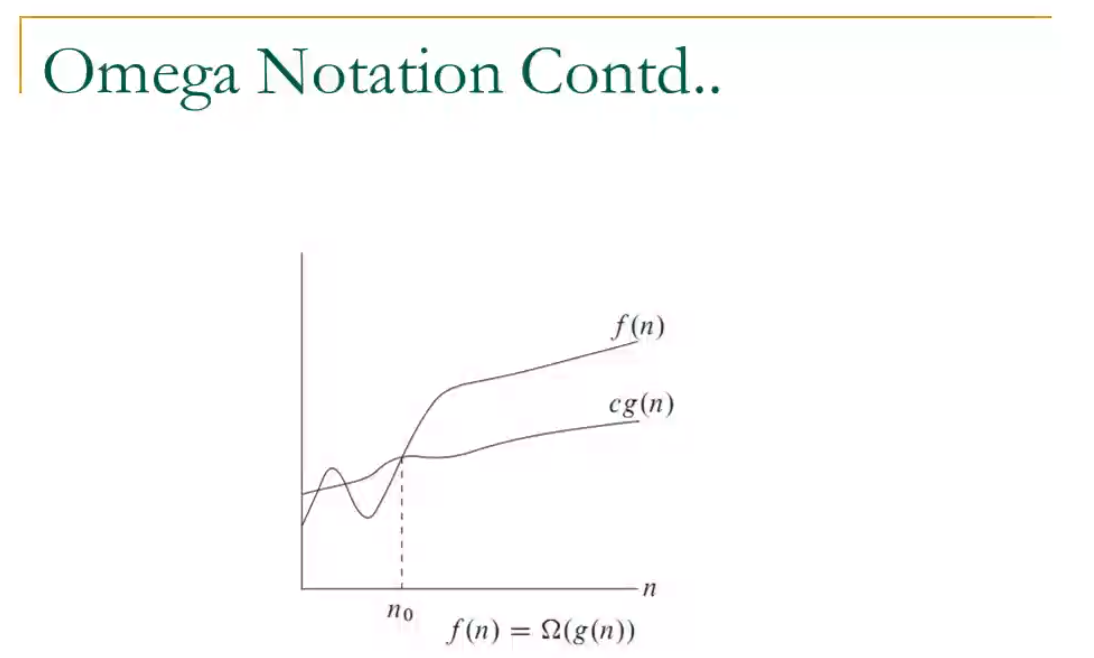 Omega Notation Contd..
f(n)
cg(n)
n
n0
f(n) = Ω(g(n))